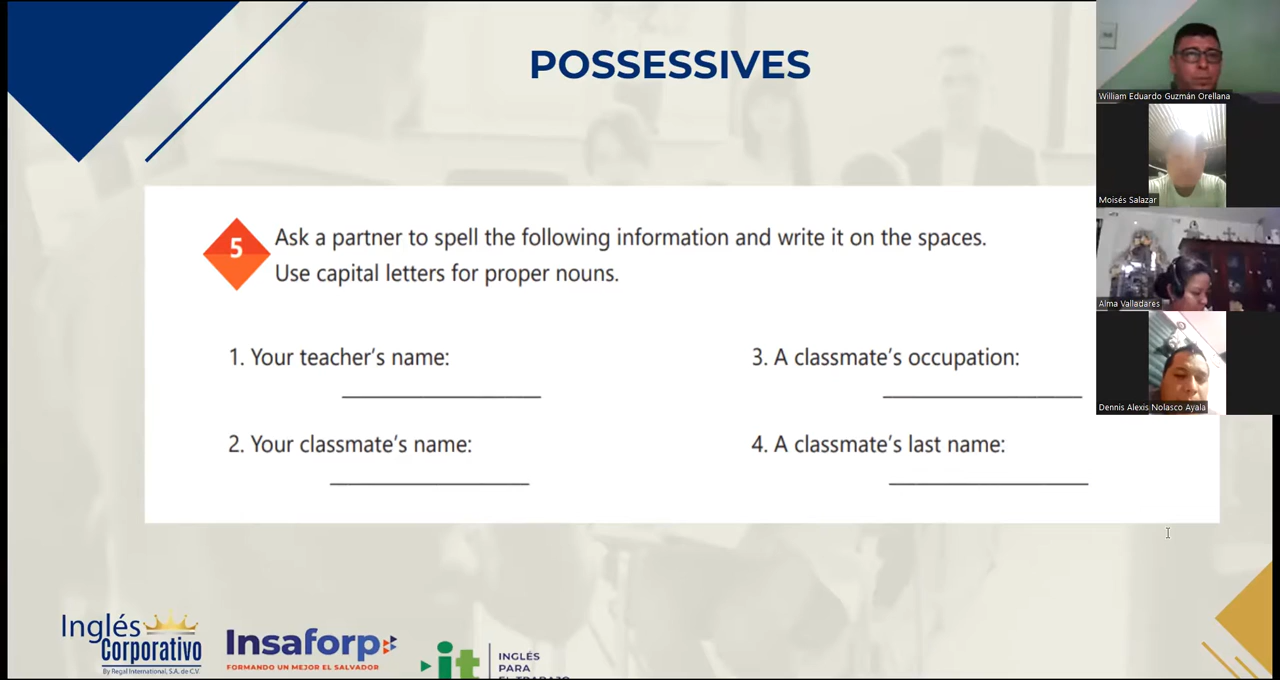 POSSESSIVES
5
Ask a partner to spell the following information and write it on the spaces.
Use capital letters for proper nouns.
1. Your teacher's name:
2. Your classmate's name:
3. A classmate's occupation:
4. A classmate's last name:
William Eduardo Guzmán Orellana
Moisés Salazar
Alma Valladares
Dennis Alexis Nolasco Ayala
Inglés
Corporativo
By Regal International, S.A. de C.V.
Insaforp
FORMANDO UN MEJOR EL SALVADOR
it
INGLÉS
PARA
EL TRABAJO